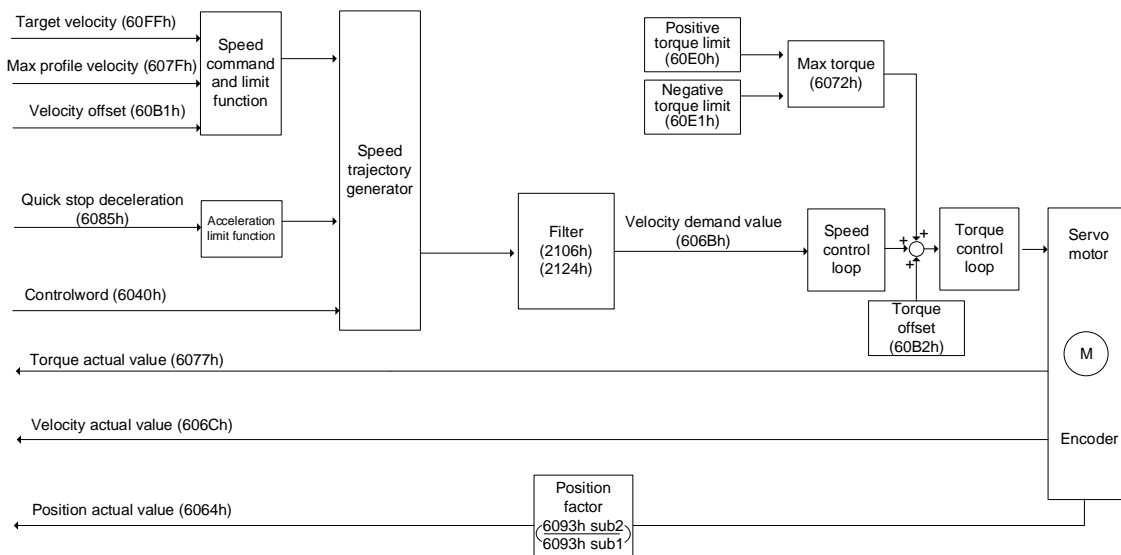 Target velocity (60FFh)
Max profile velocity (607Fh)
Velocity offset (60B1h)
Speed
command
and limit
function
Quick stop deceleration
(6085h)
Acceleration
limit function
Controlword (6040h)
Speed
trajectory
generator
Filter
(2106h)
(2124h)
Velocity demand value
(606Bh)
Positive
torque limit
(60E0h)
Negative
torque limit
(60E1h)
Max torque
(6072h)
Speed
control
loop
+
+
+
Torque
offset
(60B2h)
Torque
control
loop
Servo
motor
M
Encoder
Torque actual value (6077h)
Velocity actual value (606Ch)
Position actual value (6064h)
Position
factor
(6093h sub2
6093h sub1)